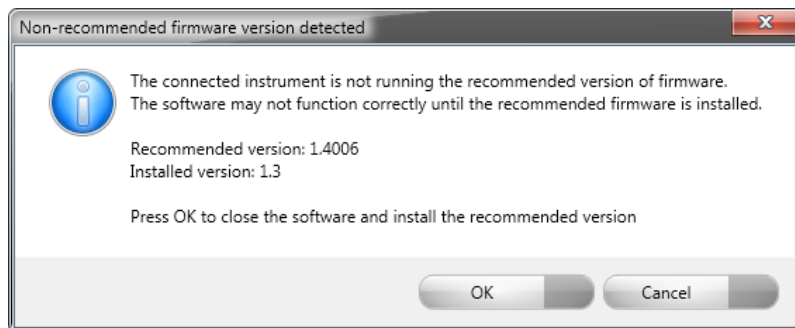 Non-recommended firmware version detected
The connected instrument is not running the recommended version of firmware.
The software may not function correctly until the recommended firmware is installed.
Recommended version: 1.4006
Installed version: 1.3
Press OK to close the software and install the recommended version
OK
Cancel